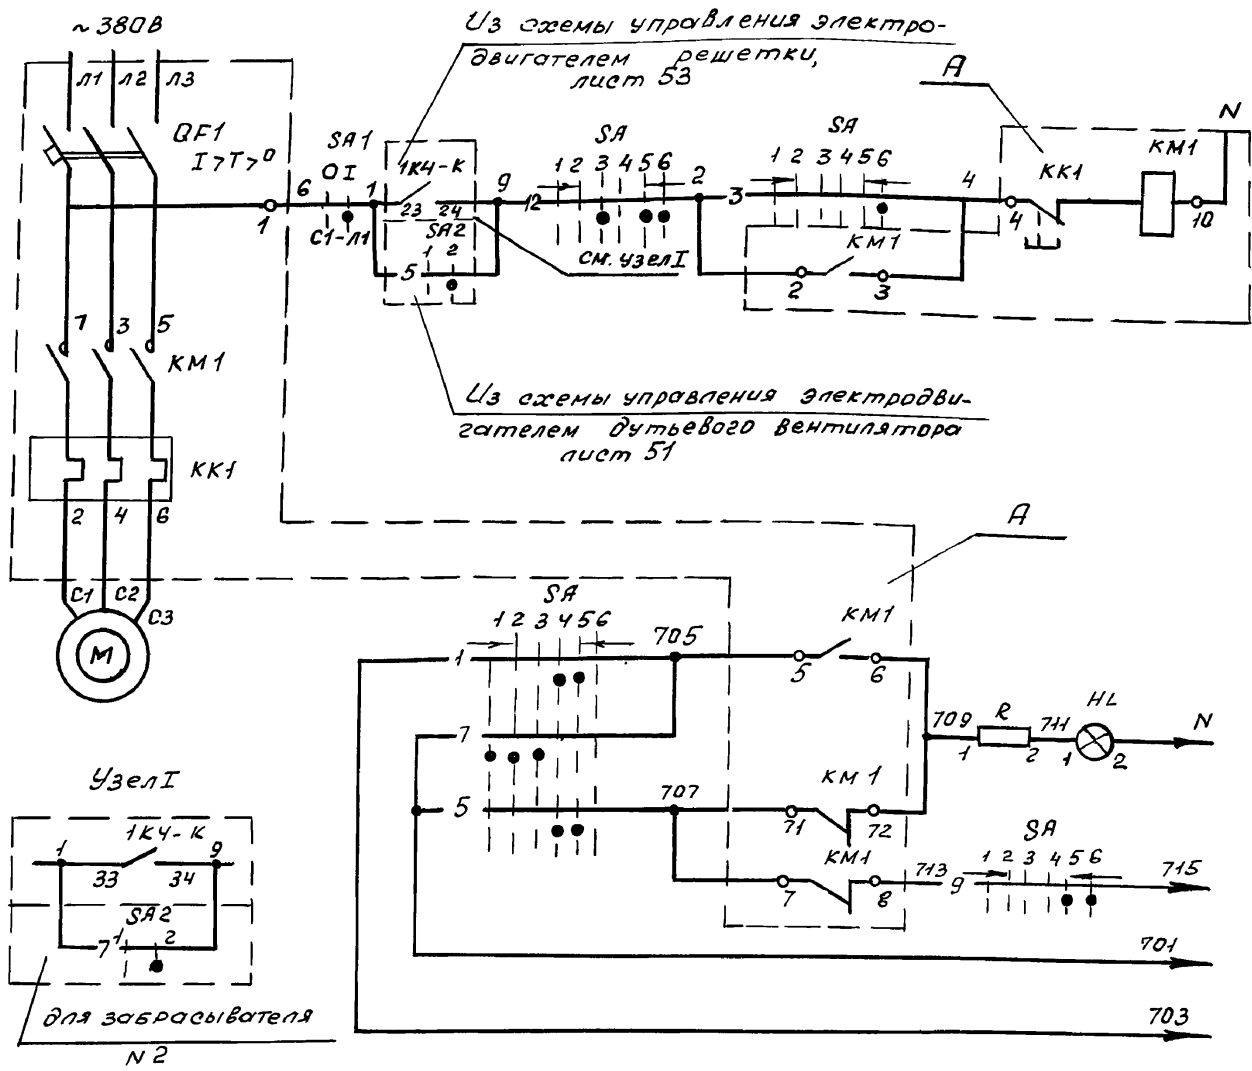 ~380В
Л1 Л2 Л3
QF1
I>T>0
Из схемы управления электро-
двигателем решетки,
лист 53
А
N
SA1
6 0 I 1
С1-Л1
1К4-К
23 24
SA2
1 2
5
9
12
SA
1 2 3 4 5 6
2
см. узел I
3
SA
1 2 3 4 5 6
4
КК1
4
КМ1
10
КМ1
2 3
1
1 3 5
КМ1
КК1
2 4 6
С1 С2 С3
М
Из схемы управления электродви-
гателем дутьевого вентилятора
лист 51
А
SA
1 2 3 4 5 6
1
705
КМ1
5 6
7
5
707
КМ1
71 72
КМ1
7 8
709
R
1 2
711
HL
1 2
N
713
9
SA
1 2 3 4 5 6
715
701
703
Узел I
1К4-К
1 9
33 34
SA2
7 1 2
для забрасывателя
N2